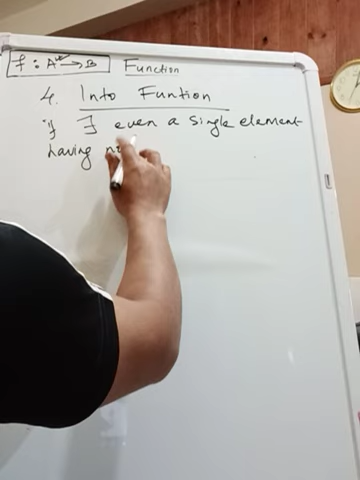 f : A → B Function
4. Into Funtion
if ∃ even a single element
having